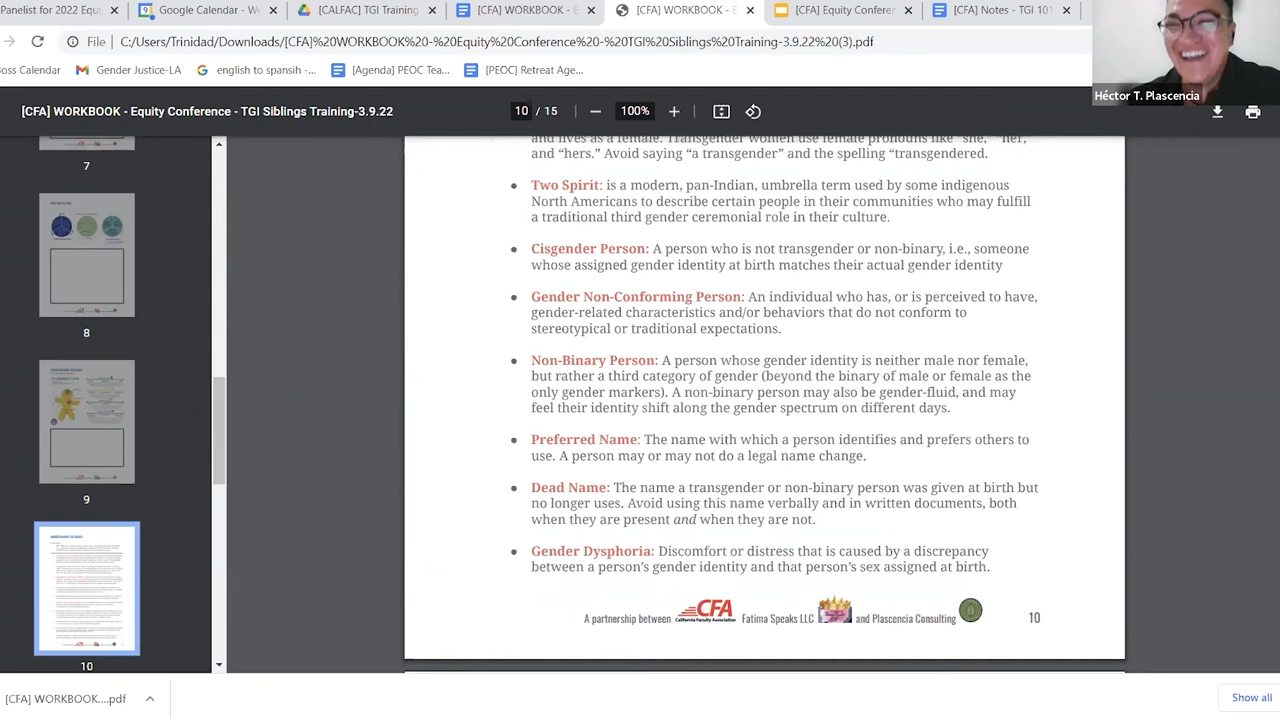 Panelist for 2022 Equi
Google Calendar - We
[CALFAC] TGI Training
[CFA] WORKBOOK - E
[CFA] WORKBOOK - E
[CFA] Equity Conferen
[CFA] Notes - TGI 101
File
C:/Users/Trinidad/Downloads/[CFA]%20WORKBOOK%20-%20Equity%20Conference%20-%20TGI%20Siblings%20Training-3.9.22%20(3).pdf
oss Calendar
Gender Justice-LA
english to spansih -...
[Agenda] PEOC Tea...
[PEOC] Retreat Age...
Héctor T. Plascencia
[CFA] WORKBOOK - Equity Conference - TGI Siblings Training-3.9.22
10 / 15
100%
7
8
9
10
and lives as a female. Transgender women use female pronouns like “she,” “her,”
and “hers.” Avoid saying “a transgender” and the spelling “transgendered.
• Two Spirit: is a modern, pan-Indian, umbrella term used by some indigenous
North Americans to describe certain people in their communities who may fulfill
a traditional third gender ceremonial role in their culture.
• Cisgender Person: A person who is not transgender or non-binary, i.e., someone
whose assigned gender identity at birth matches their actual gender identity
• Gender Non-Conforming Person: An individual who has, or is perceived to have,
gender-related characteristics and/or behaviors that do not conform to
stereotypical or traditional expectations.
• Non-Binary Person: A person whose gender identity is neither male nor female,
but rather a third category of gender (beyond the binary of male or female as the
only gender markers). A non-binary person may also be gender-fluid, and may
feel their identity shift along the gender spectrum on different days.
• Preferred Name: The name with which a person identifies and prefers others to
use. A person may or may not do a legal name change.
• Dead Name: The name a transgender or non-binary person was given at birth but
no longer uses. Avoid using this name verbally and in written documents, both
when they are present and when they are not.
• Gender Dysphoria: Discomfort or distress that is caused by a discrepancy
between a person’s gender identity and that person’s sex assigned at birth.
A partnership between CFA California Faculty Association Fatima Speaks LLC and Plascencia Consulting 10
[CFA] WORKBOOK....pdf
Show all